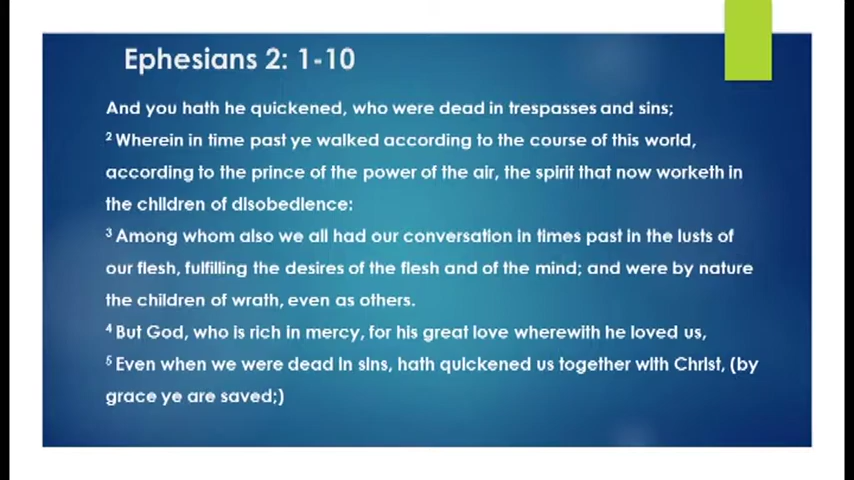 Ephesians 2: 1-10
And you hath he quickened, who were dead in trespasses and sins;
2 Wherein in time past ye walked according to the course of this world,
according to the prince of the power of the air, the spirit that now worketh in
the children of disobedience:
3 Among whom also we all had our conversation in times past in the lusts of
our flesh, fulfilling the desires of the flesh and of the mind; and were by nature
the children of wrath, even as others.
4 But God, who is rich in mercy, for his great love wherewith he loved us,
5 Even when we were dead in sins, hath quickened us together with Christ, (by
grace ye are saved;)